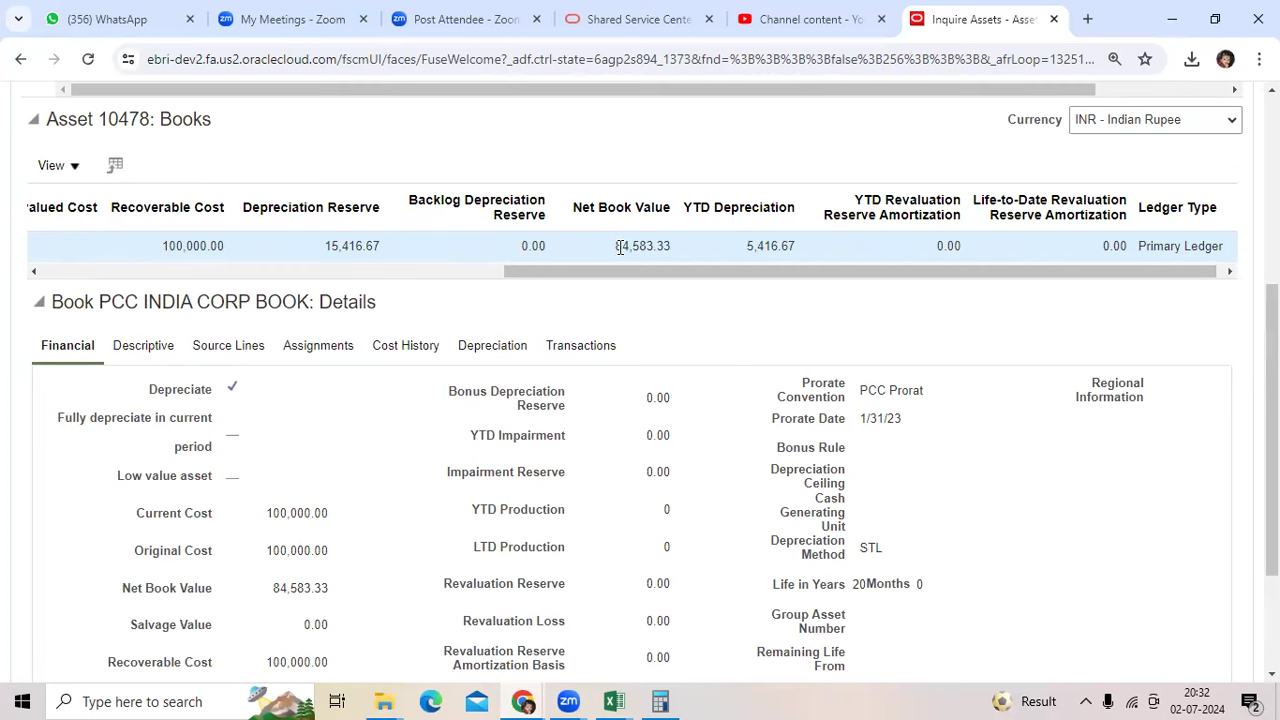 (356) WhatsApp
My Meetings - Zoom
Post Attendee - Zoom
Shared Service Cente
Channel content - Yo
Inquire Assets - Asset
ebri-dev2.fa.us2.oraclecloud.com/fscmUI/faces/FuseWelcome?_adf.ctrl-state=6agp2s894_1373&fnd=%3B%3B%3B%3Bfalse%3B256%3B%3B%3B&_afrLoop=13251...
Asset 10478: Books
Currency INR - Indian Rupee
View
valued Cost Recoverable Cost Depreciation Reserve Backlog Depreciation Reserve Net Book Value YTD Depreciation YTD Revaluation Reserve Amortization Life-to-Date Revaluation Reserve Amortization Ledger Type
100,000.00 15,416.67 0.00 84,583.33 5,416.67 0.00 0.00 Primary Ledger
Book PCC INDIA CORP BOOK: Details
Financial Descriptive Source Lines Assignments Cost History Depreciation Transactions
Depreciate
Fully depreciate in current
period
Low value asset
Current Cost 100,000.00
Original Cost 100,000.00
Net Book Value 84,583.33
Salvage Value 0.00
Recoverable Cost 100,000.00
Bonus Depreciation
Reserve 0.00
YTD Impairment 0.00
Impairment Reserve 0.00
YTD Production 0
LTD Production 0
Revaluation Reserve 0.00
Revaluation Loss 0.00
Revaluation Reserve
Amortization Basis 0.00
Prorate
Convention PCC Prorat
Prorate Date 1/31/23
Bonus Rule
Depreciation
Ceiling
Cash
Generating
Unit
Depreciation
Method STL
Life in Years 20Months 0
Group Asset
Number
Remaining Life
From
Regional
Information
Type here to search
Result
20:32
02-07-2024
2